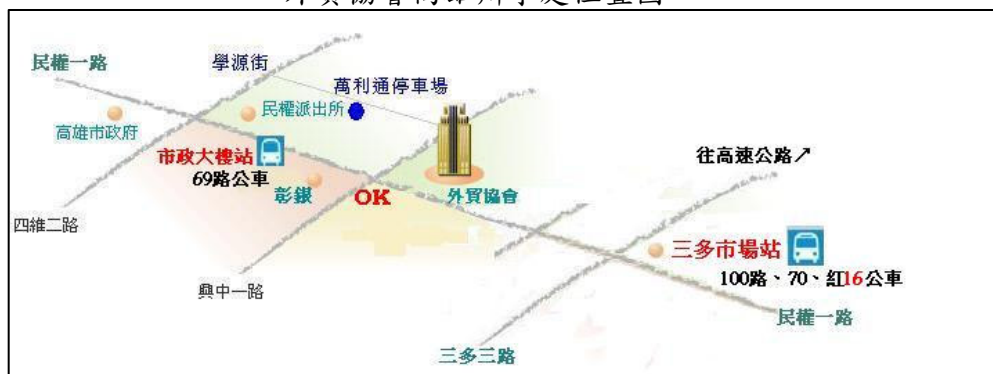 民權一路
學源街
萬利通停車場
高雄市政府
民權派出所
市政大樓站
69路公車
彰銀
OK
外貿協會
往高速公路↗
四維二路
三多市場站
100路、70、紅16公車
興中一路
民權一路
三多三路